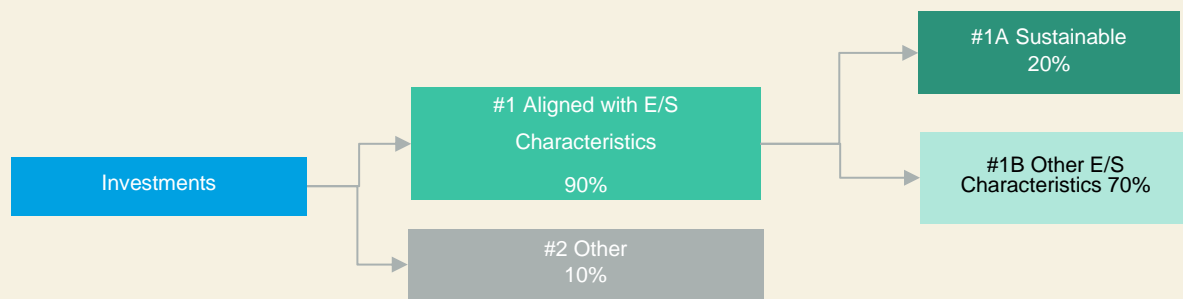 #1A Sustainable
20%
#1 Aligned with E/S
Characteristics
90%
#1B Other E/S
Characteristics 70%
Investments
#2 Other
10%